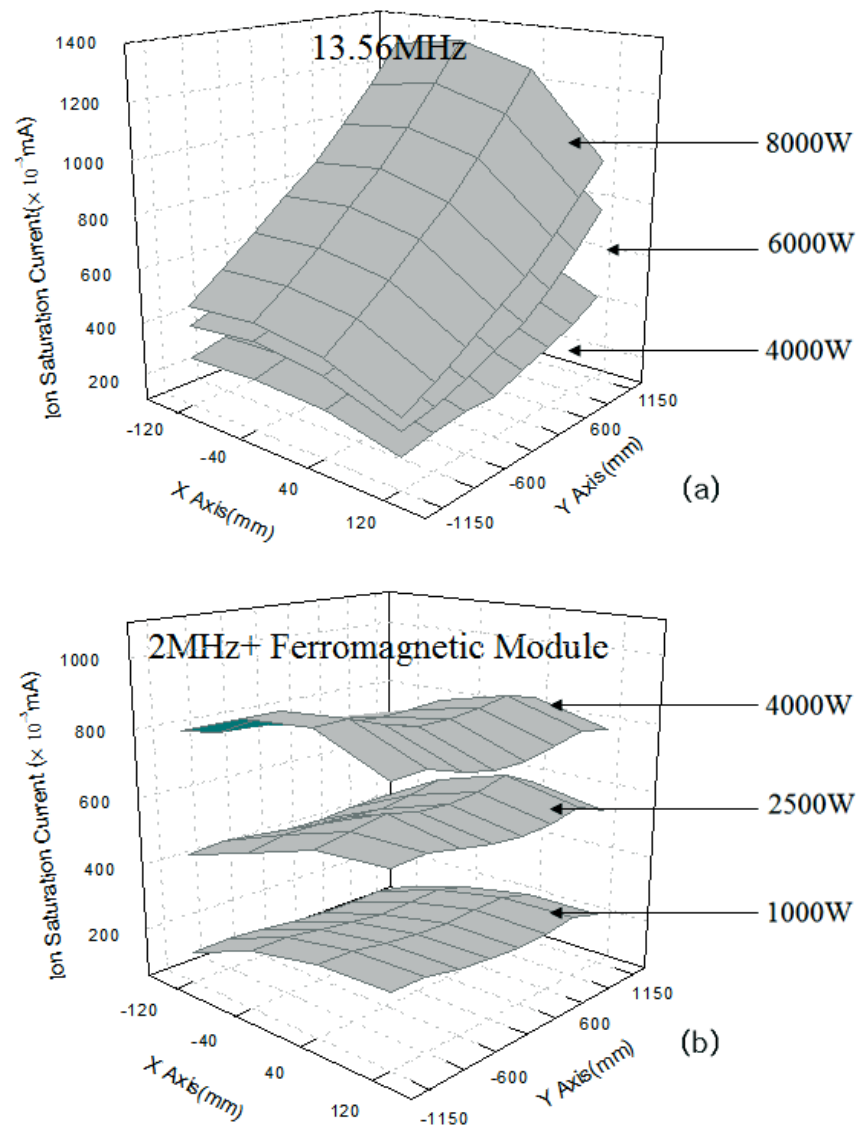 13.56MHz
1400
1200
1000
800
600
400
200
Ion Saturation Current(× 10⁻³mA)
8000W
6000W
4000W
-120
-40
40
120
X Axis(mm)
-1150
-600
600
1150
Y Axis(mm)
(a)
2MHz+ Ferromagnetic Module
1000
800
600
400
200
Ion Saturation Current (× 10⁻³mA)
4000W
2500W
1000W
-120
-40
40
120
X Axis(mm)
-1150
-600
600
1150
Y Axis(mm)
(b)